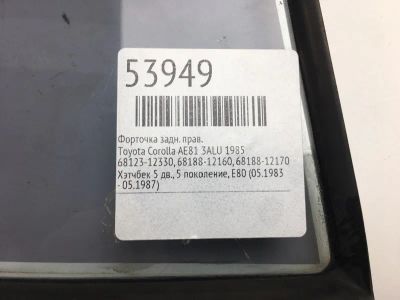 53949
Форточка задн. прав.
Toyota Corolla AE81 3ALU 1985
68123-12330, 68188-12160, 68188-12170
Хэтчбек 5 дв., 5 поколение, E80 (05.1983
- 05.1987)